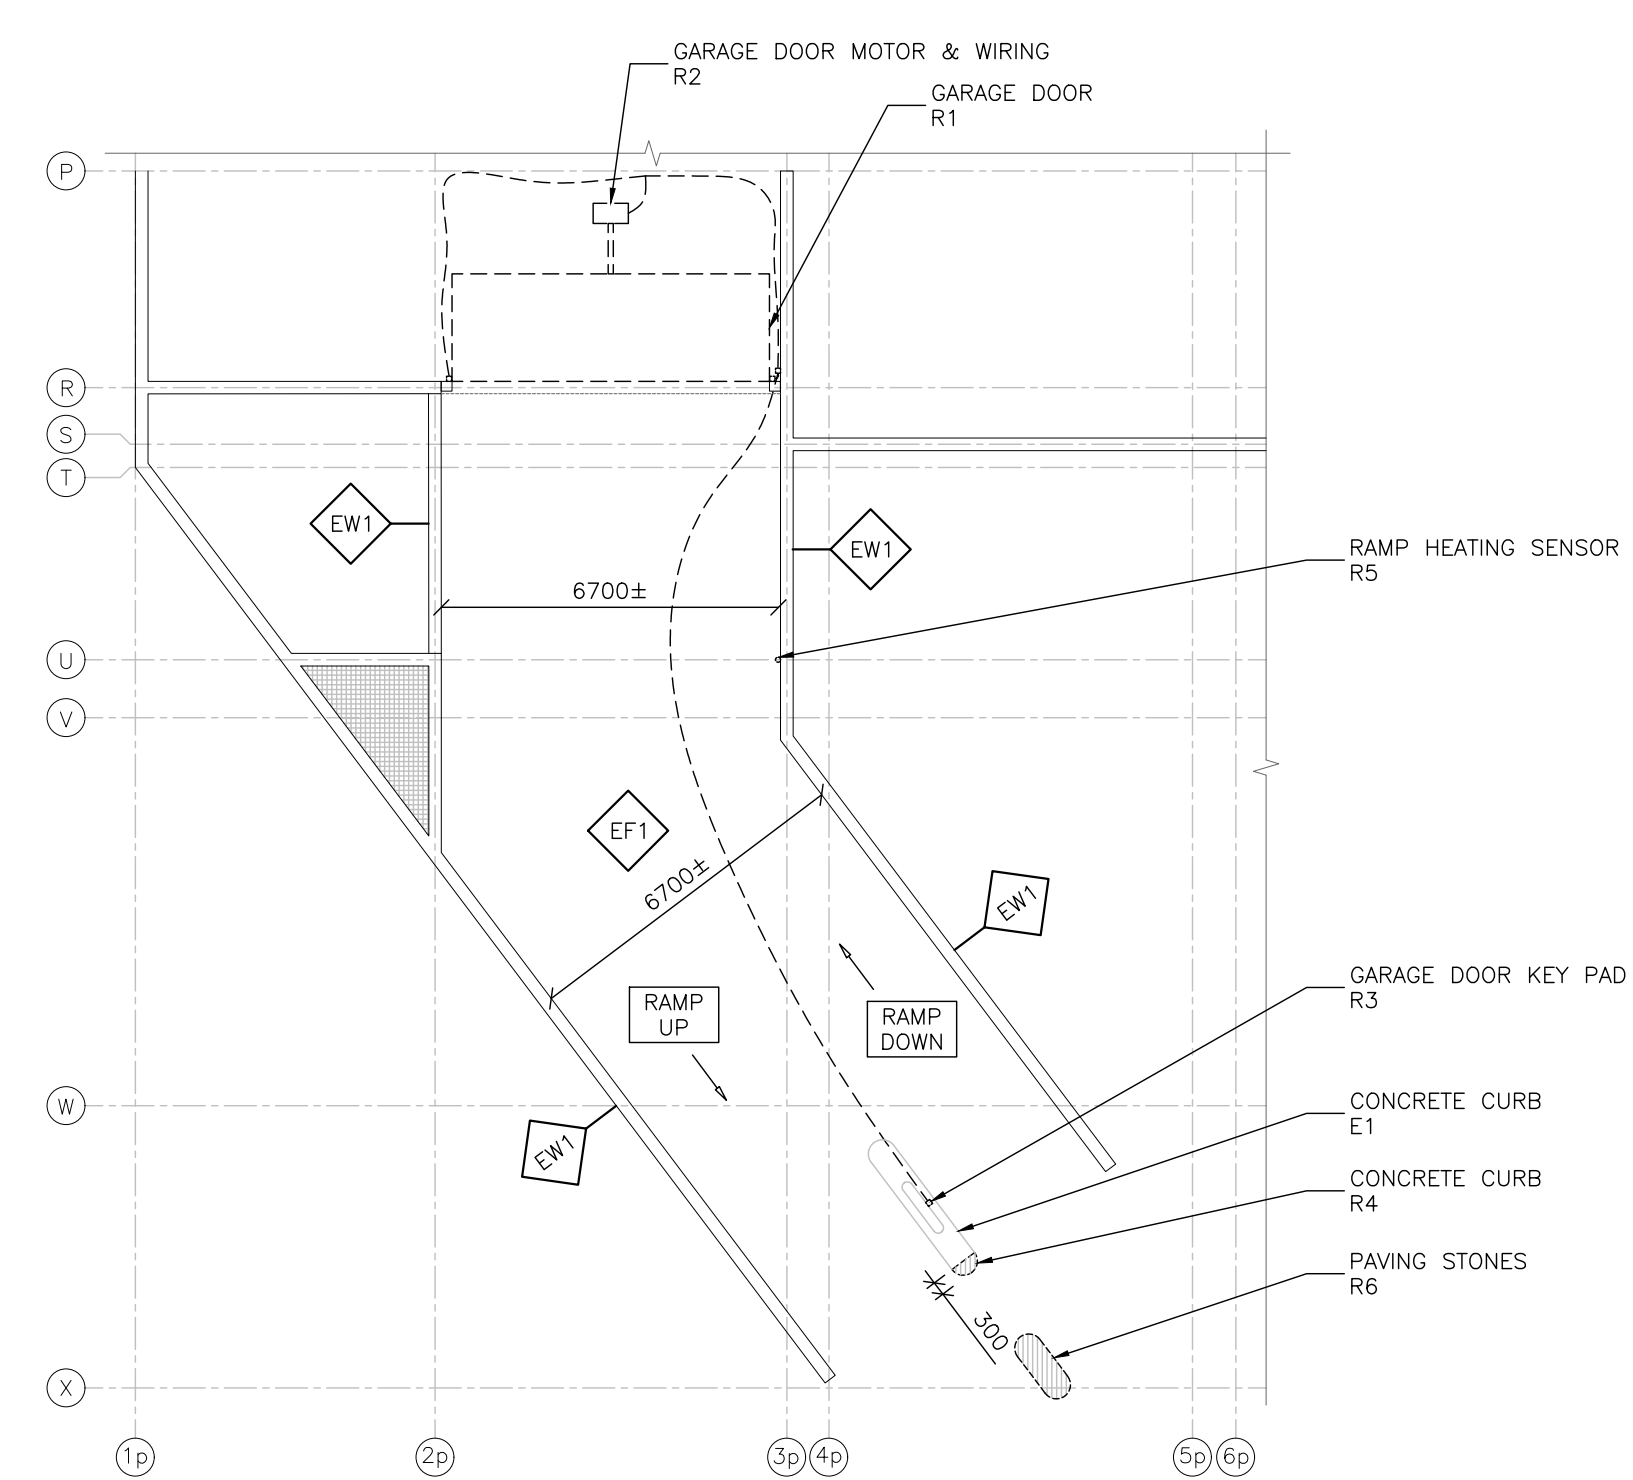 GARAGE DOOR MOTOR & WIRING
R2
GARAGE DOOR
R1
P
R
S
T
EW1
EW1
RAMP HEATING SENSOR
R5
6700±
U
V
EF1
6700±
EW1
GARAGE DOOR KEY PAD
R3
RAMP
UP
RAMP
DOWN
W
CONCRETE CURB
E1
EW1
CONCRETE CURB
R4
PAVING STONES
R6
300
X
1p
2p
3p
4p
5p
6p